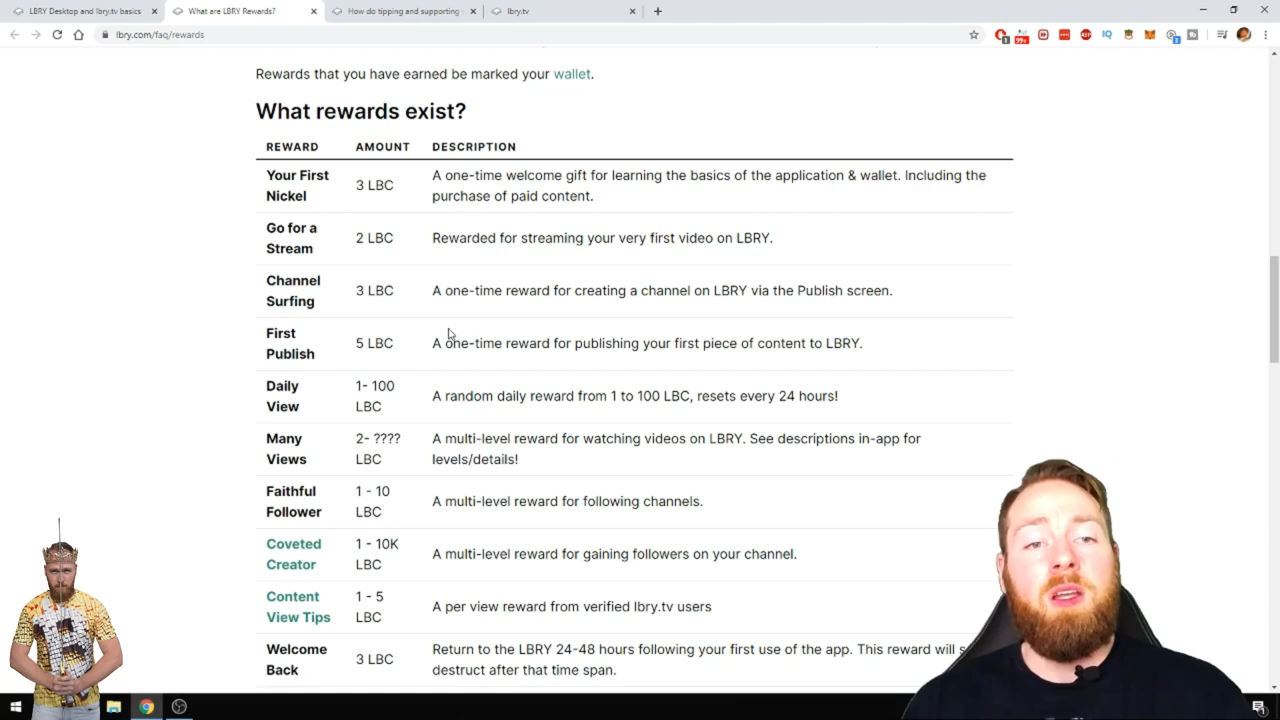 LBRY Desktop and lbry.tv basics
What are LBRY Rewards?
How do tipping and supporting
lbry.tv
lbry.com/faq/rewards
99+
Rewards that you have earned be marked your wallet.
What rewards exist?
REWARD AMOUNT DESCRIPTION
Your First
Nickel
3 LBC
A one-time welcome gift for learning the basics of the application & wallet. Including the
purchase of paid content.
Go for a
Stream
2 LBC
Rewarded for streaming your very first video on LBRY.
Channel
Surfing
3 LBC
A one-time reward for creating a channel on LBRY via the Publish screen.
First
Publish
5 LBC
A one-time reward for publishing your first piece of content to LBRY.
Daily
View
1- 100
LBC
A random daily reward from 1 to 100 LBC, resets every 24 hours!
Many
Views
2- ????
LBC
A multi-level reward for watching videos on LBRY. See descriptions in-app for
levels/details!
Faithful
Follower
1 - 10
LBC
A multi-level reward for following channels.
Coveted
Creator
1 - 10K
LBC
A multi-level reward for gaining followers on your channel.
Content
View Tips
1 - 5
LBC
A per view reward from verified lbry.tv users
Welcome
Back
3 LBC
Return to the LBRY 24-48 hours following your first use of the app. This reward will s
destruct after that time span.